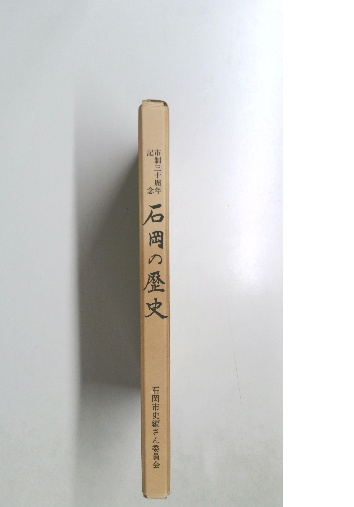 市制三十周年
記念
石岡の歴史
石岡市史編さん委員会